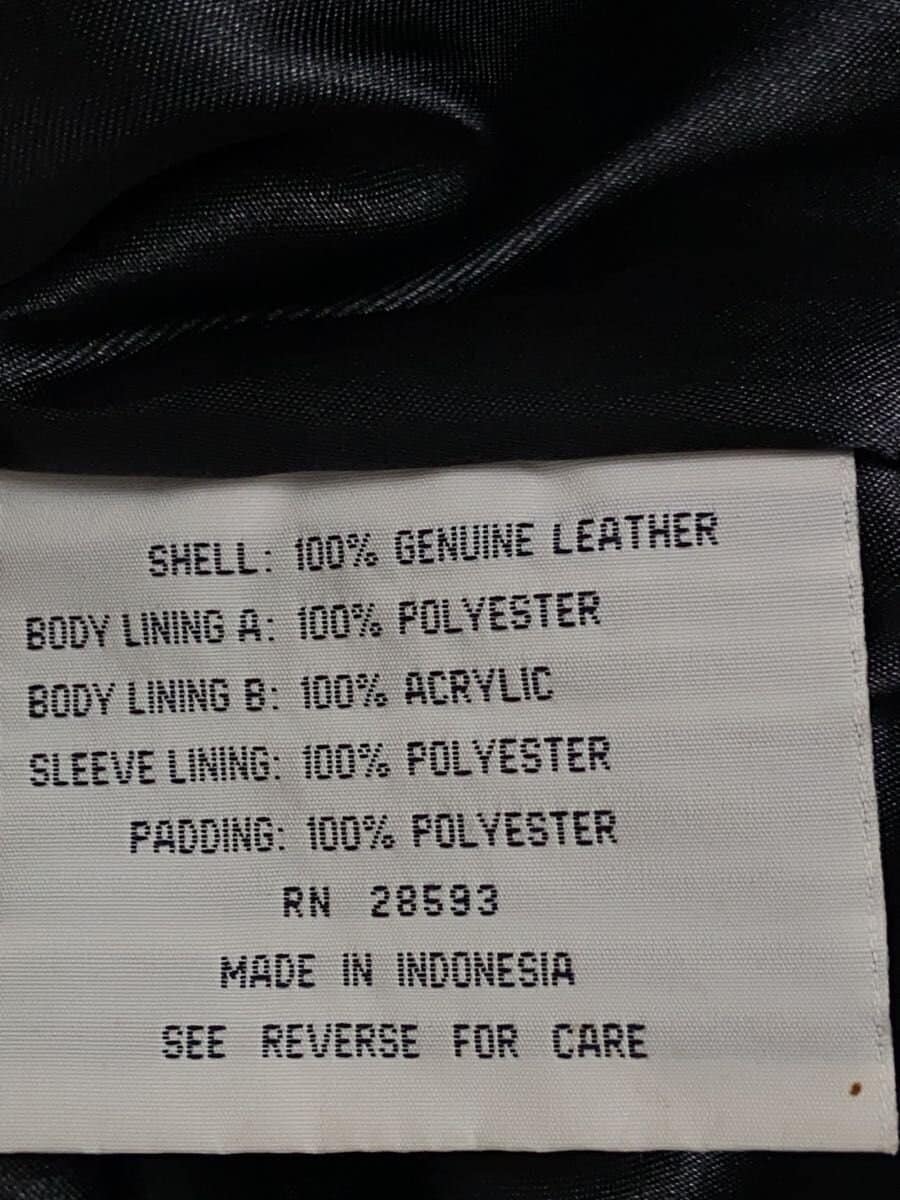 SHELL: 100% GENUINE LEATHER
BODY LINING A: 100% POLYESTER
BODY LINING B: 100% ACRYLIC
SLEEVE LINING: 100% POLYESTER
PADDING: 100% POLYESTER
RN 28593
MADE IN INDONESIA
SEE REVERSE FOR CARE